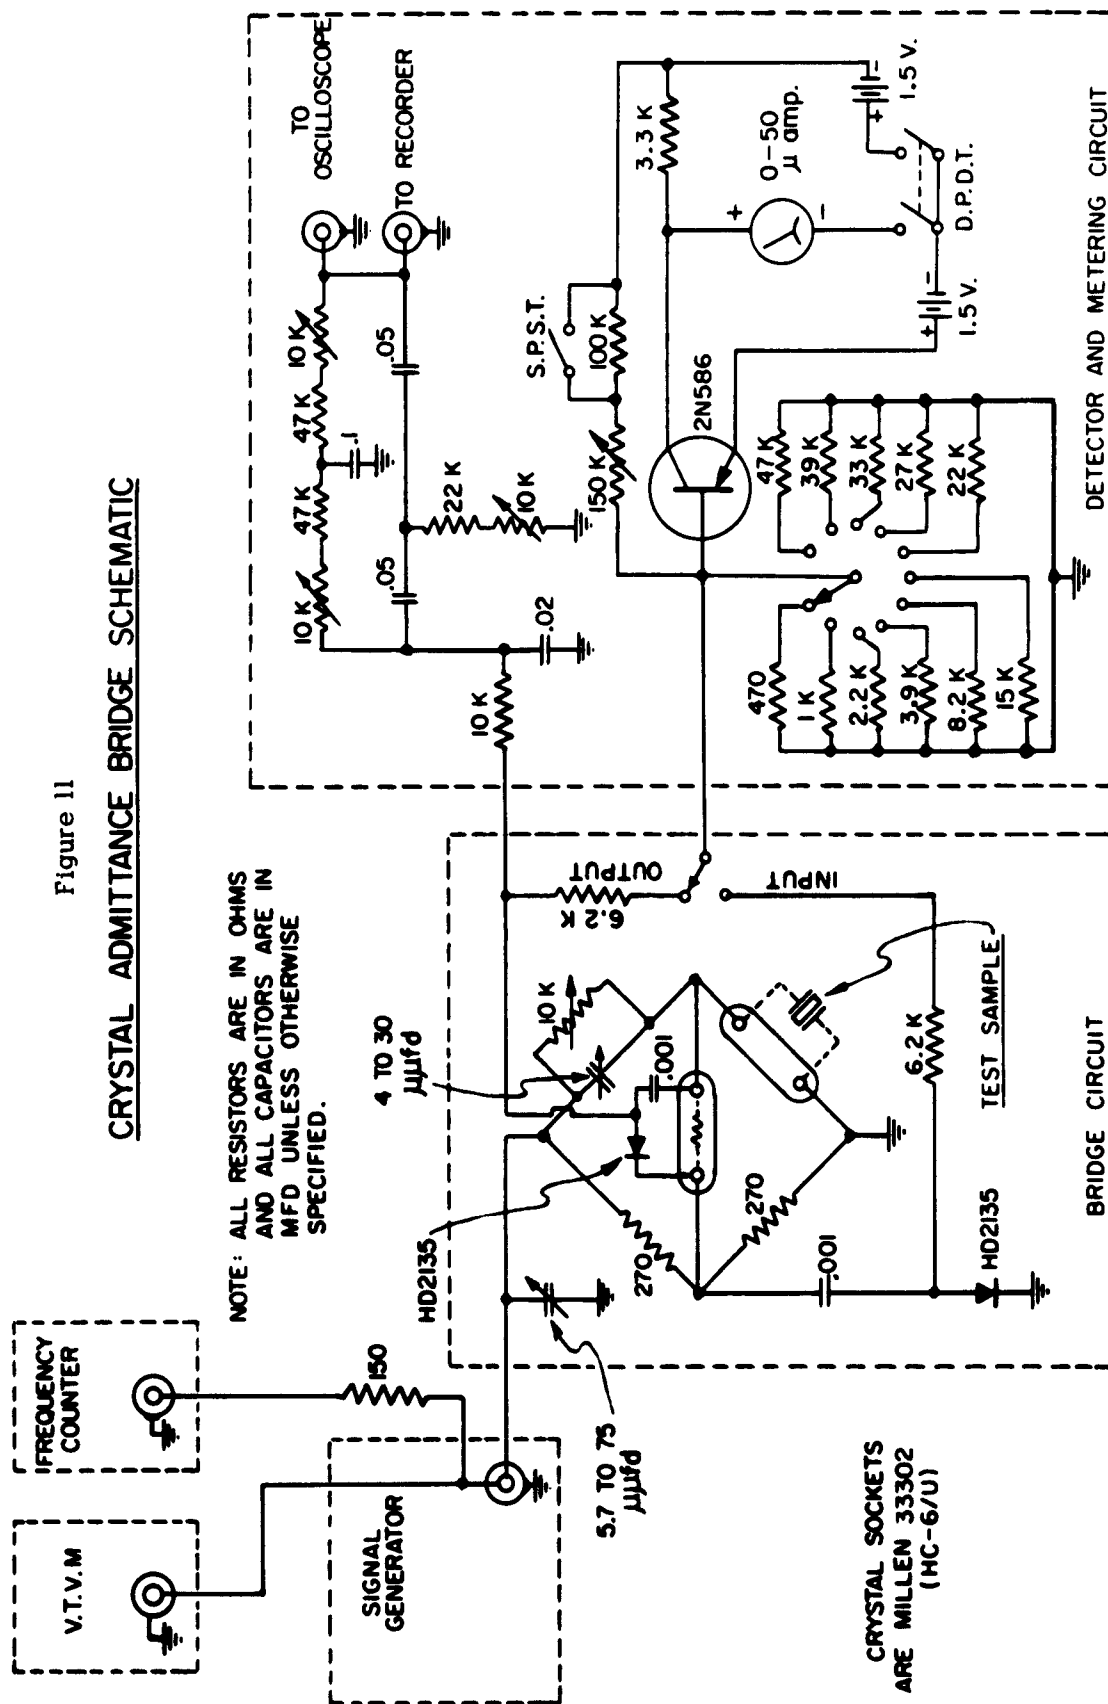 Figure 11
CRYSTAL ADMITTANCE BRIDGE SCHEMATIC
NOTE: ALL RESISTORS ARE IN OHMS
AND ALL CAPACITORS ARE IN
MFD UNLESS OTHERWISE
SPECIFIED.
V.T.V.M
FREQUENCY
COUNTER
150
SIGNAL
GENERATOR
5.7 TO 75
μμfd
CRYSTAL SOCKETS
ARE MILLEN 33302
(HC-6/U)
HD2135
4 TO 30
μμfd
10 K
270
.001
270
.001
HD2135
6.2 K
OUTPUT
INPUT
6.2 K
TEST SAMPLE
BRIDGE CIRCUIT
10 K
.02
10 K
47 K
.1
47 K
10 K
.05
.05
22 K
10 K
TO
OSCILLOSCOPE
TO RECORDER
S.P.S.T.
150 K
100 K
3.3 K
2N586
0-50
μ amp.
+
-
+
-
1.5 V.
+
-
1.5 V.
D.P.D.T.
470
1 K
2.2 K
3.9 K
8.2 K
15 K
47 K
39 K
33 K
27 K
22 K
DETECTOR AND METERING CIRCUIT